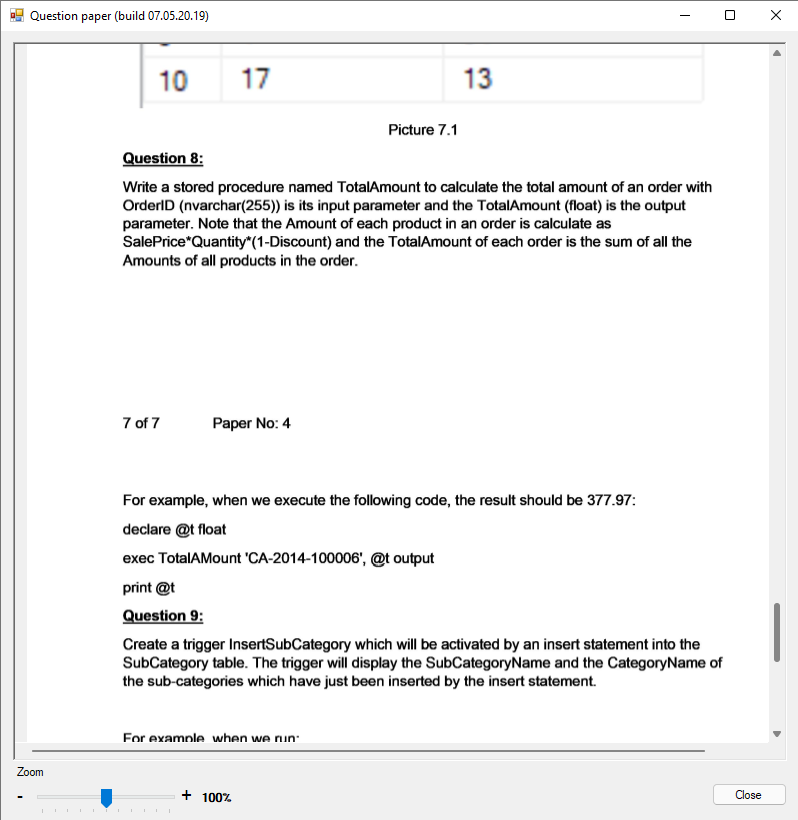 Question paper (build 07.05.20.19)
10 17 13
Picture 7.1
Question 8:
Write a stored procedure named TotalAmount to calculate the total amount of an order with
OrderID (nvarchar(255)) is its input parameter and the TotalAmount (float) is the output
parameter. Note that the Amount of each product in an order is calculate as
SalePrice*Quantity*(1-Discount) and the TotalAmount of each order is the sum of all the
Amounts of all products in the order.
7 of 7 Paper No: 4
For example, when we execute the following code, the result should be 377.97:
declare @t float
exec TotalAMount 'CA-2014-100006', @t output
print @t
Question 9:
Create a trigger InsertSubCategory which will be activated by an insert statement into the
SubCategory table. The trigger will display the SubCategoryName and the CategoryName of
the sub-categories which have just been inserted by the insert statement.
For example, when we run:
Zoom
- + 100%
Close